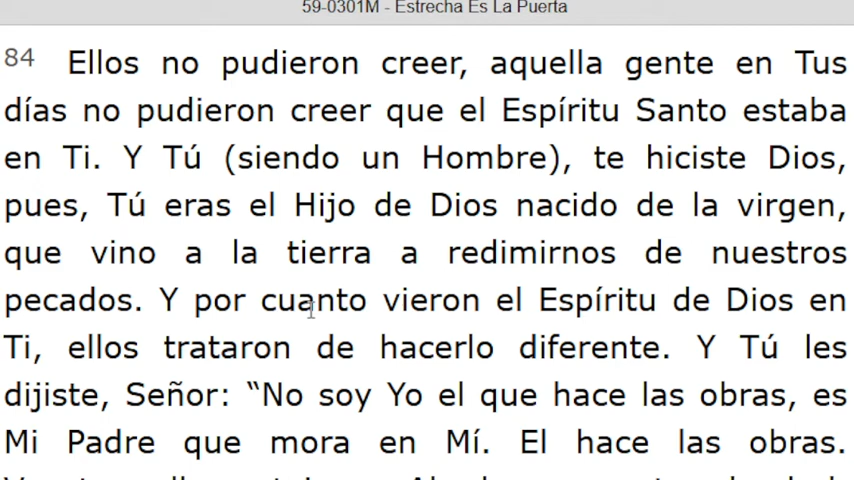 59-0301M - Estrecha Es La Puerta
84 Ellos no pudieron creer, aquella gente en Tus
días no pudieron creer que el Espíritu Santo estaba
en Ti. Y Tú (siendo un Hombre), te hiciste Dios,
pues, Tú eras el Hijo de Dios nacido de la virgen,
que vino a la tierra a redimirnos de nuestros
pecados. Y por cuanto vieron el Espíritu de Dios en
Ti, ellos trataron de hacerlo diferente. Y Tú les
dijiste, Señor: “No soy Yo el que hace las obras, es
Mi Padre que mora en Mí. El hace las obras.